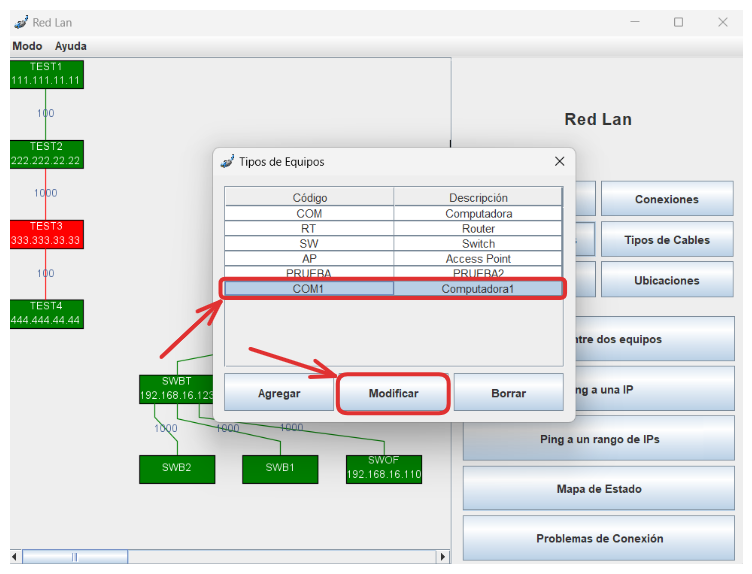 Red Lan
Modo Ayuda
TEST1
111.111.11.11
100
TEST2
222.222.22.22
1000
TEST3
333.333.33.33
100
TEST4
444.444.44.44
SWBT
192.168.16.123
1000
1000
1000
SWB2
SWB1
SWOF
192.168.16.110
Tipos de Equipos
Código Descripción
COM Computadora
RT Router
SW Switch
AP Access Point
PRUEBA PRUEBA2
COM1 Computadora1
Agregar Modificar Borrar
Red Lan
Conexiones
Tipos de Cables
Ubicaciones
ntre dos equipos
ng a una IP
Ping a un rango de IPs
Mapa de Estado
Problemas de Conexión